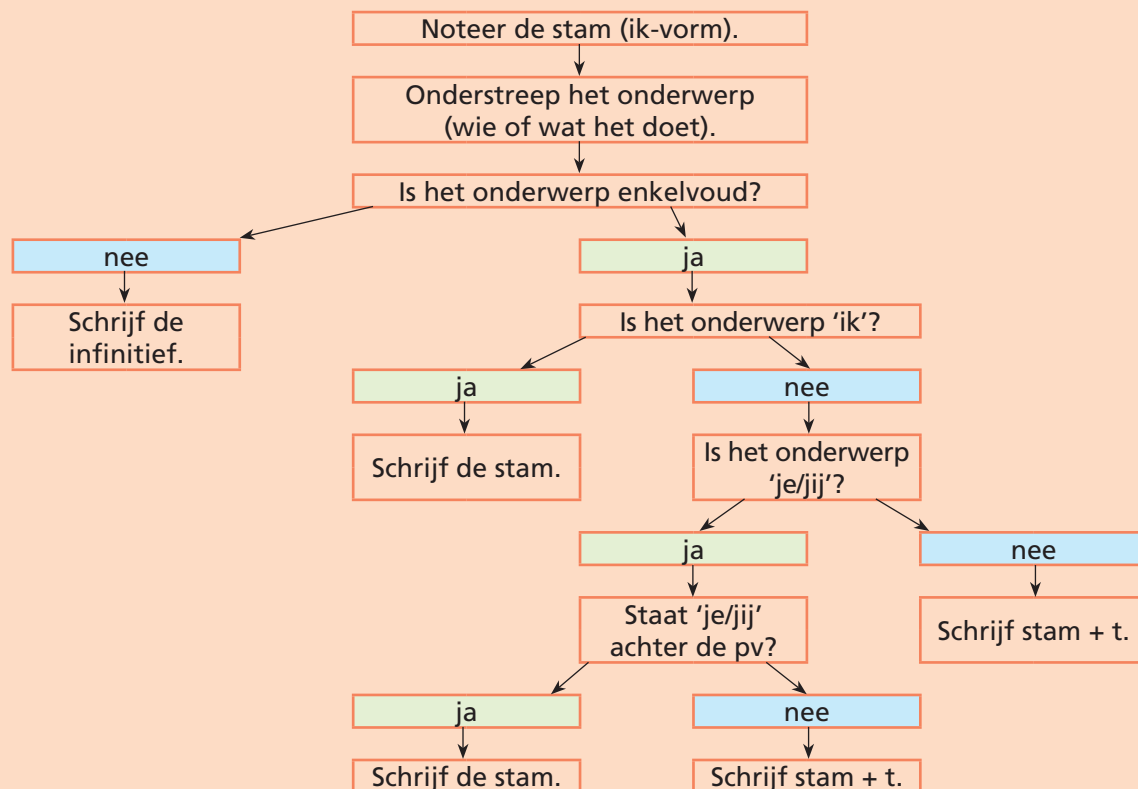 Noteer de stam (ik-vorm).
Onderstreep het onderwerp
(wie of wat het doet).
Is het onderwerp enkelvoud?
nee
ja
Schrijf de
infinitief.
Is het onderwerp ‘ik’?
ja
nee
Schrijf de stam.
Is het onderwerp
‘je/jij’?
ja
nee
Staat ‘je/jij’
achter de pv?
Schrijf stam + t.
ja
nee
Schrijf de stam.
Schrijf stam + t.